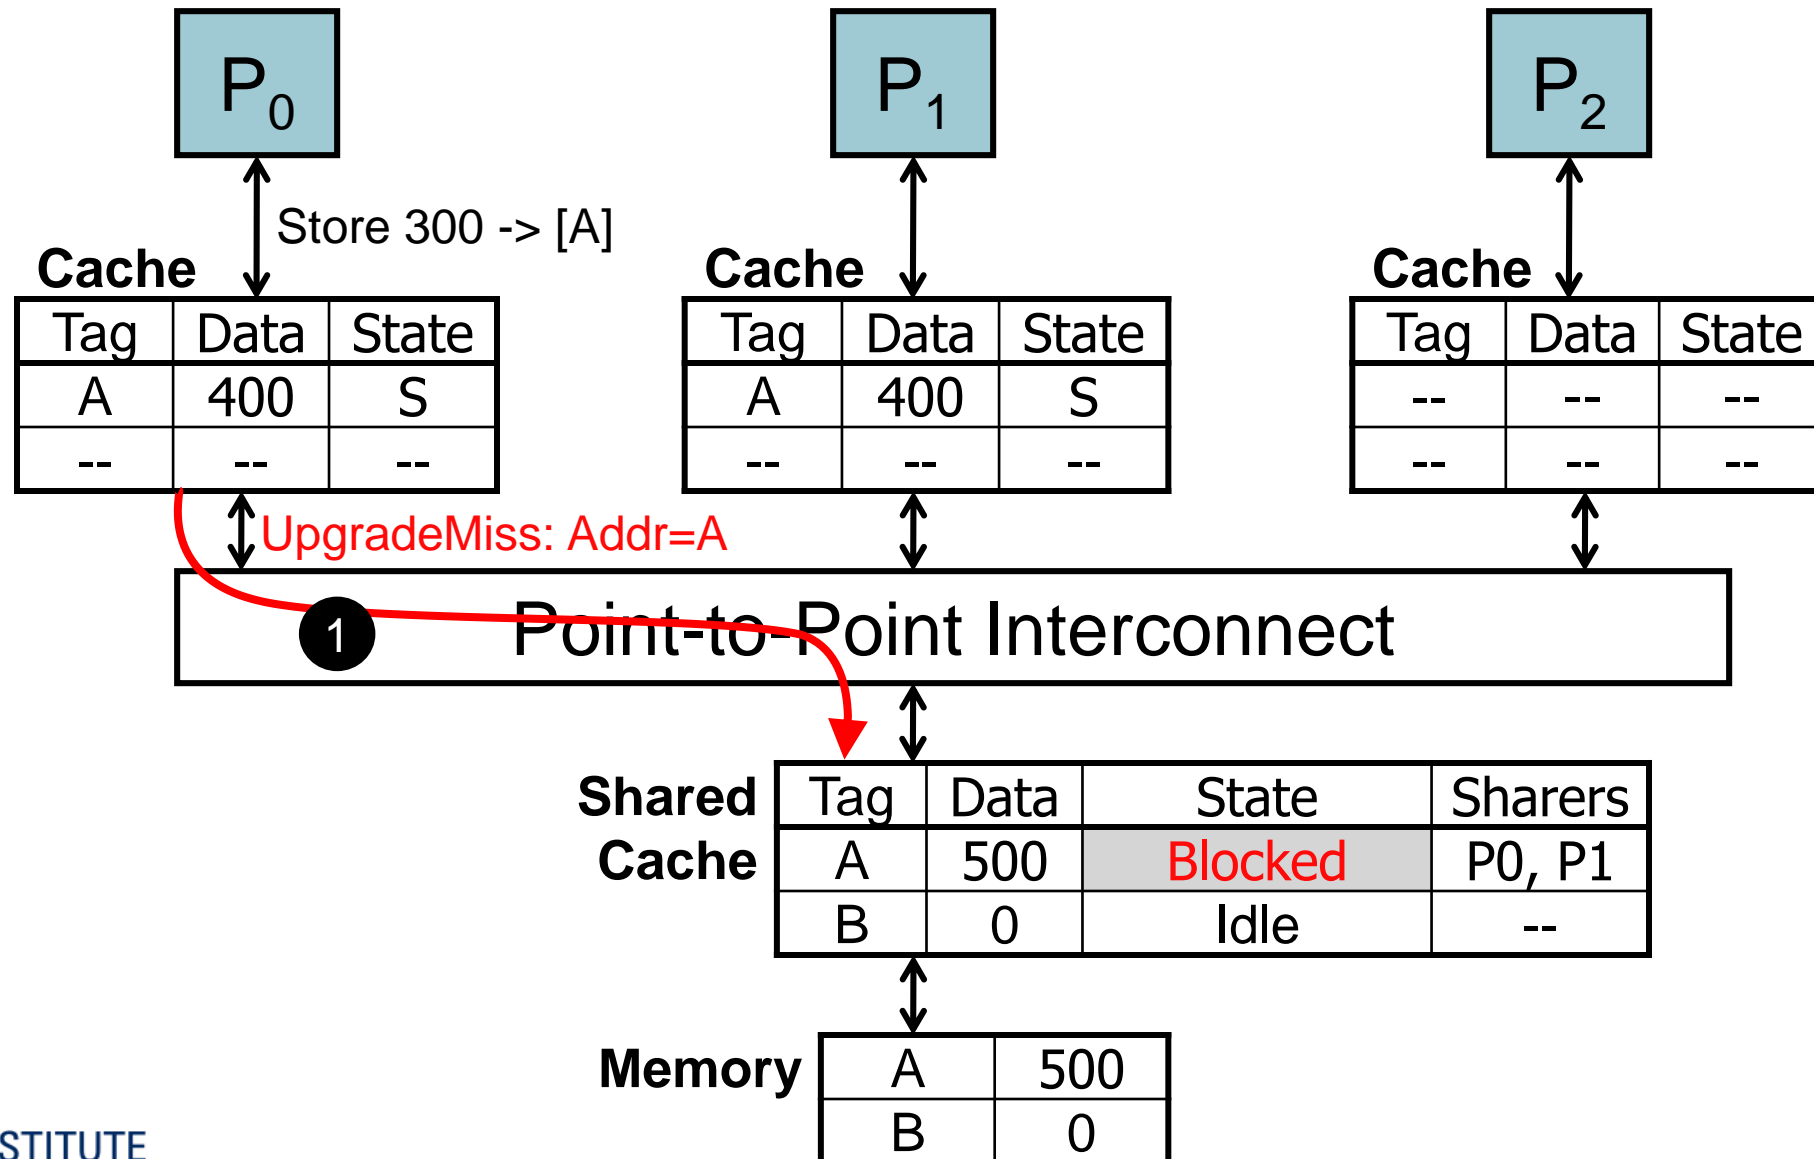 P0 P1 P2
Store 300 -> [A]
Cache Cache Cache
Tag Data State Tag Data State Tag Data State
A 400 S A 400 S -- -- --
-- -- -- -- -- -- -- -- --
UpgradeMiss: Addr=A
1 Point-to-Point Interconnect
Shared Tag Data State Sharers
Cache A 500 Blocked P0, P1
B 0 Idle --
Memory A 500
B 0
STITUTE